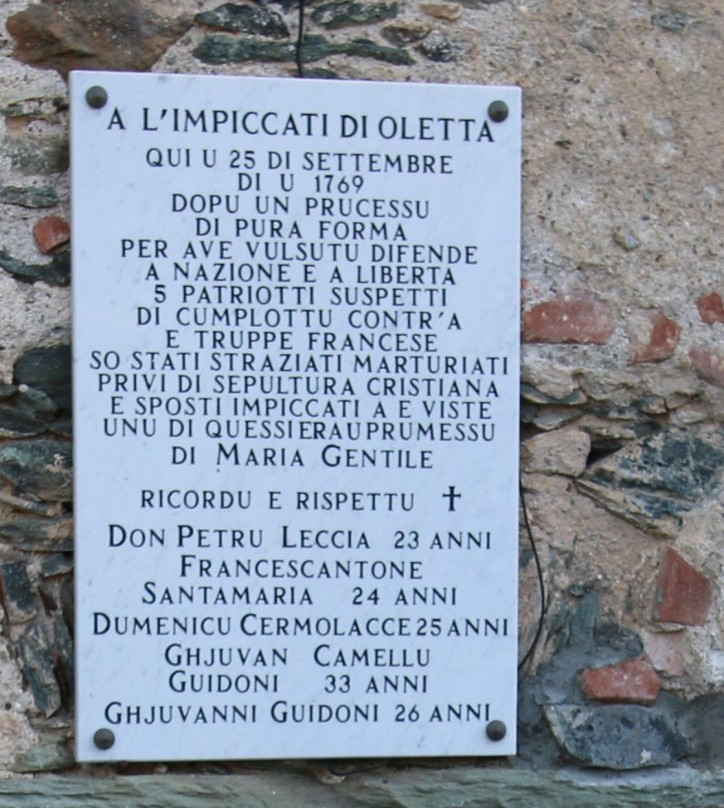 A L'IMPICCATI DI OLETTA
QUI U 25 DI SETTEMBRE
DI U 1769
DOPU UN PRUCESSU
DI PURA FORMA
PER AVE VULSUTU DIFENDE
A NAZIONE E A LIBERTA
5 PATRIOTTI SUSPETTI
DI CUMPLOTTU CONTR'A
E TRUPPE FRANCESE
SO STATI STRAZIATI MARTURIATI
PRIVI DI SEPULTURA CRISTIANA
E SPOSTI IMPICCATI A E VISTE
UNU DI QUESSI ERA U PRUMESSU
DI MARIA GENTILE
RICORDU E RISPETTU ✝
DON PETRU LECCIA 23 ANNI
FRANCESCANTONE
SANTAMARIA 24 ANNI
DUMENICU CERMOLACCE 25 ANNI
GHJUVAN CAMELLU
GUIDONI 33 ANNI
GHJUVANNI GUIDONI 26 ANNI